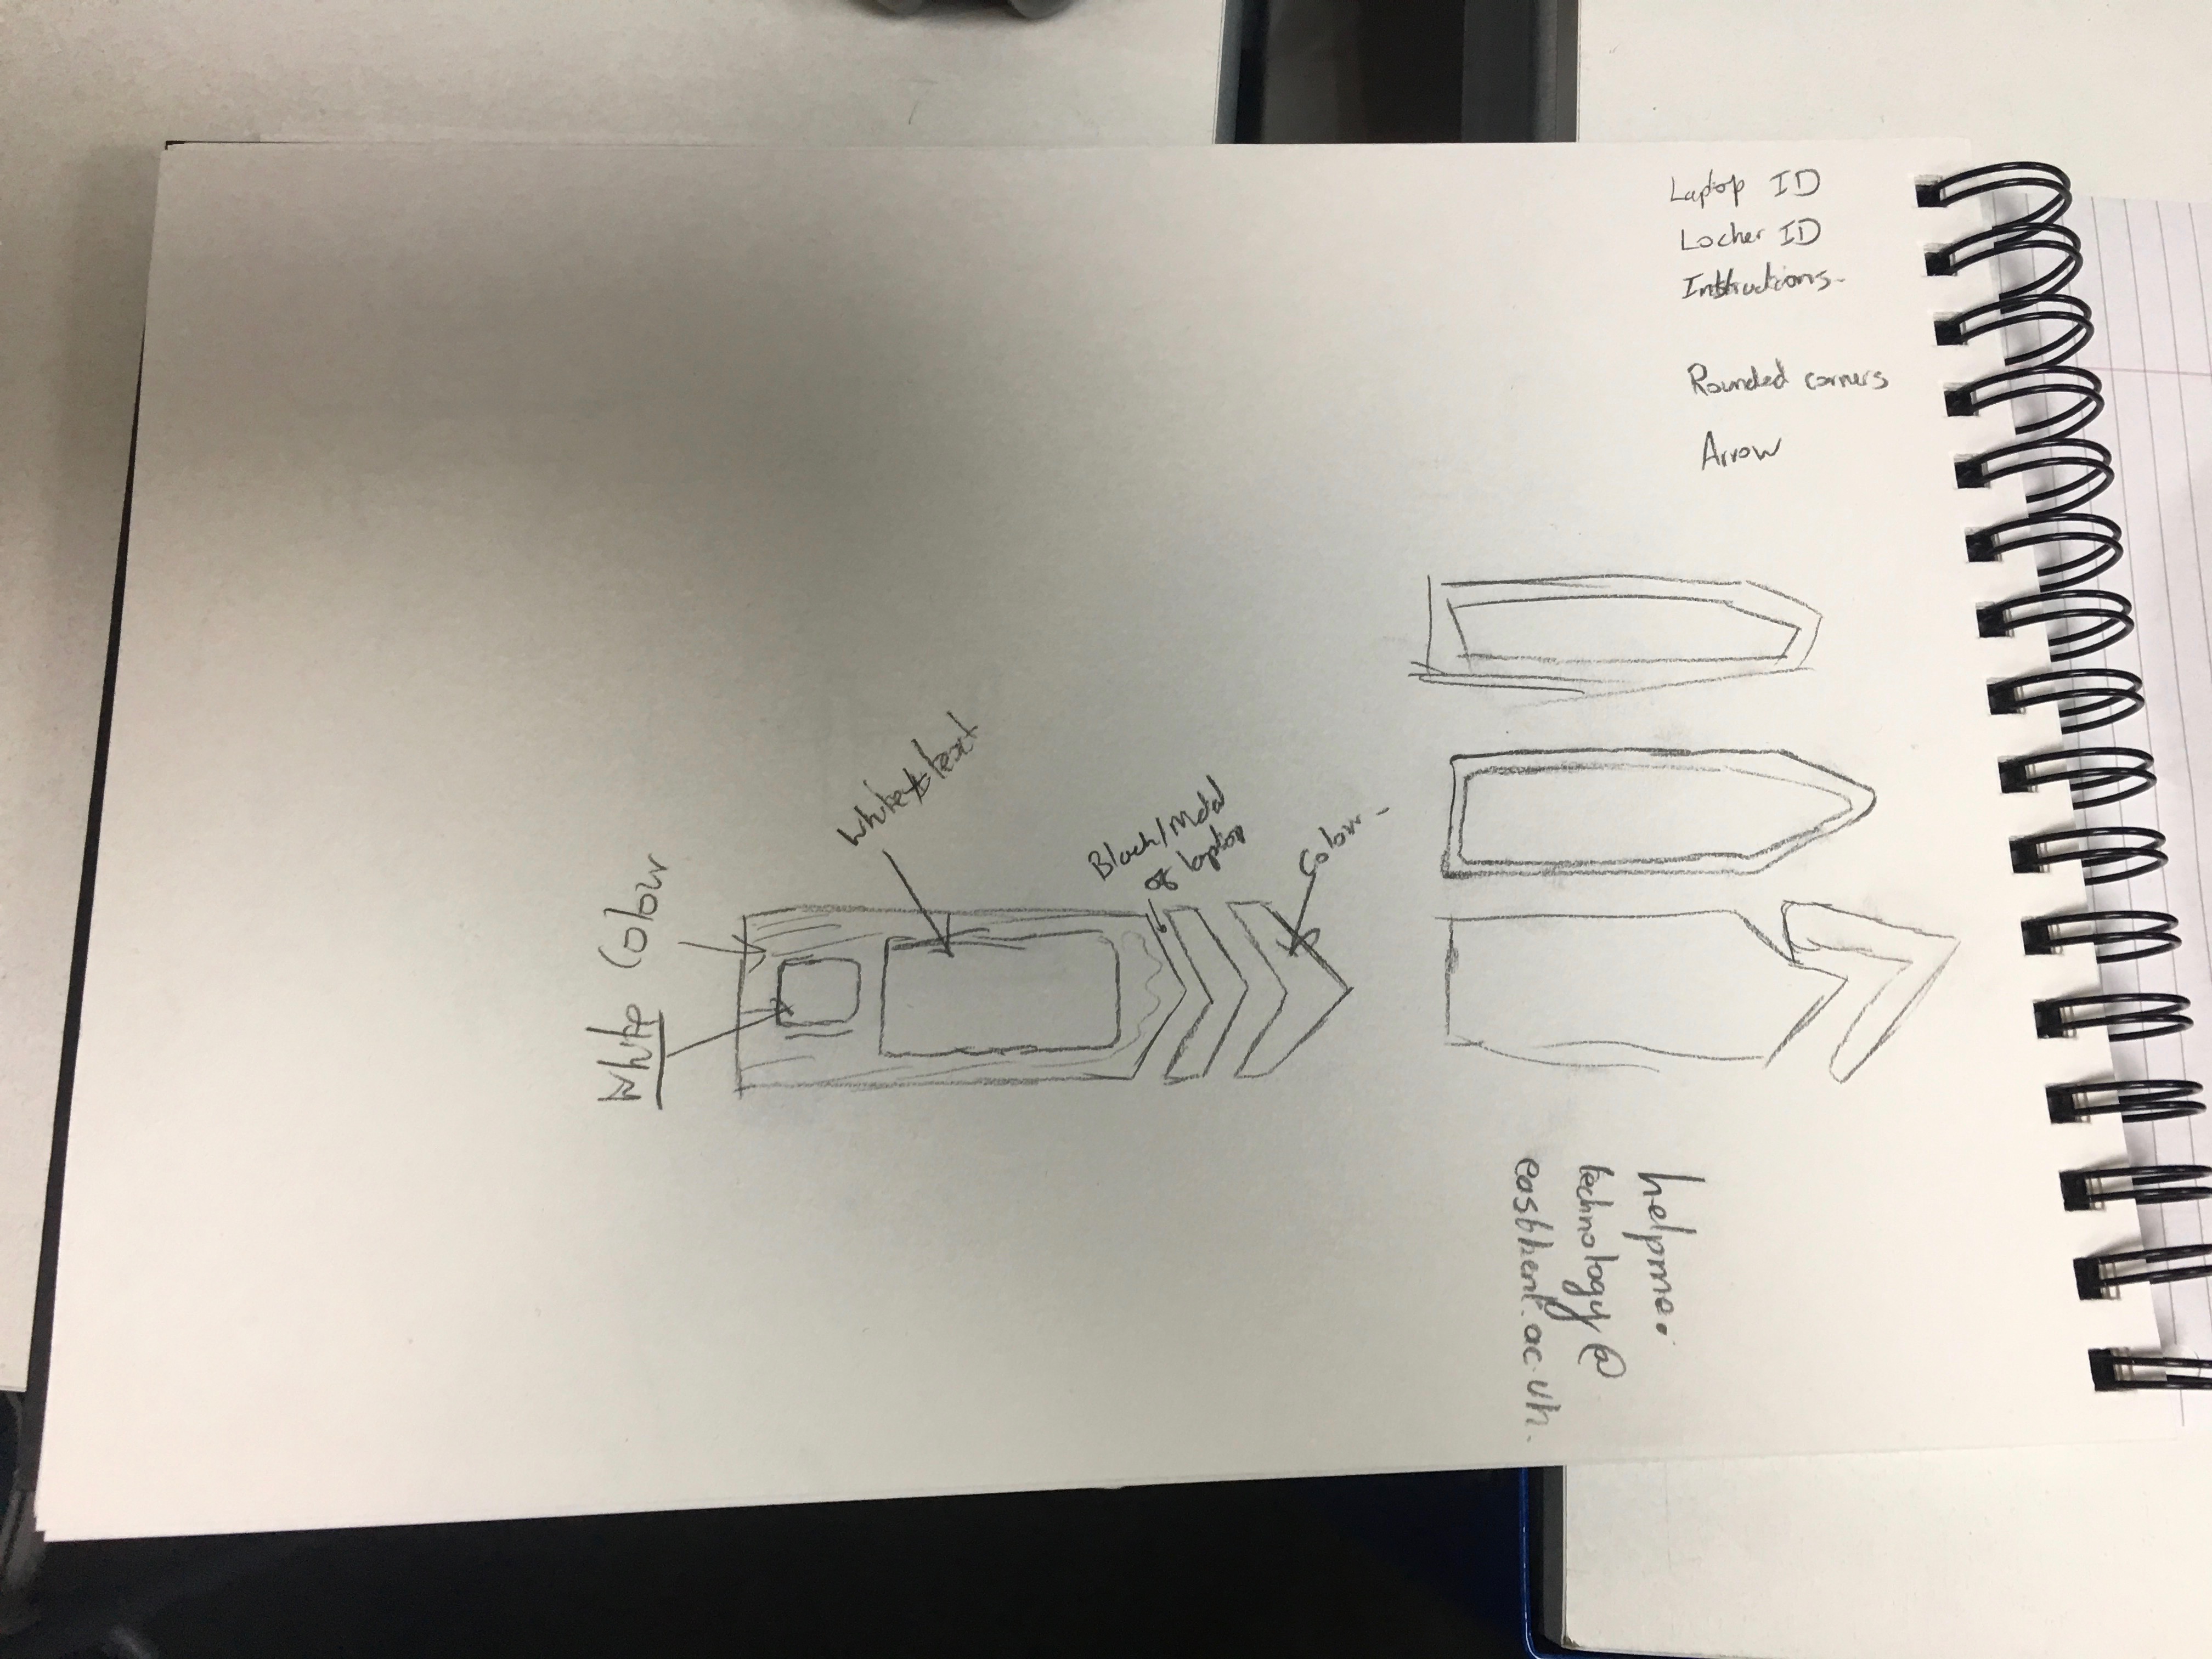 Laptop ID
Locker ID
Instructions.
Rounded corners
Arrow
White & text
Black/Metal
of laptop
Colour -
Colour
White
helpme.
technology@
eastkent.ac.uk.